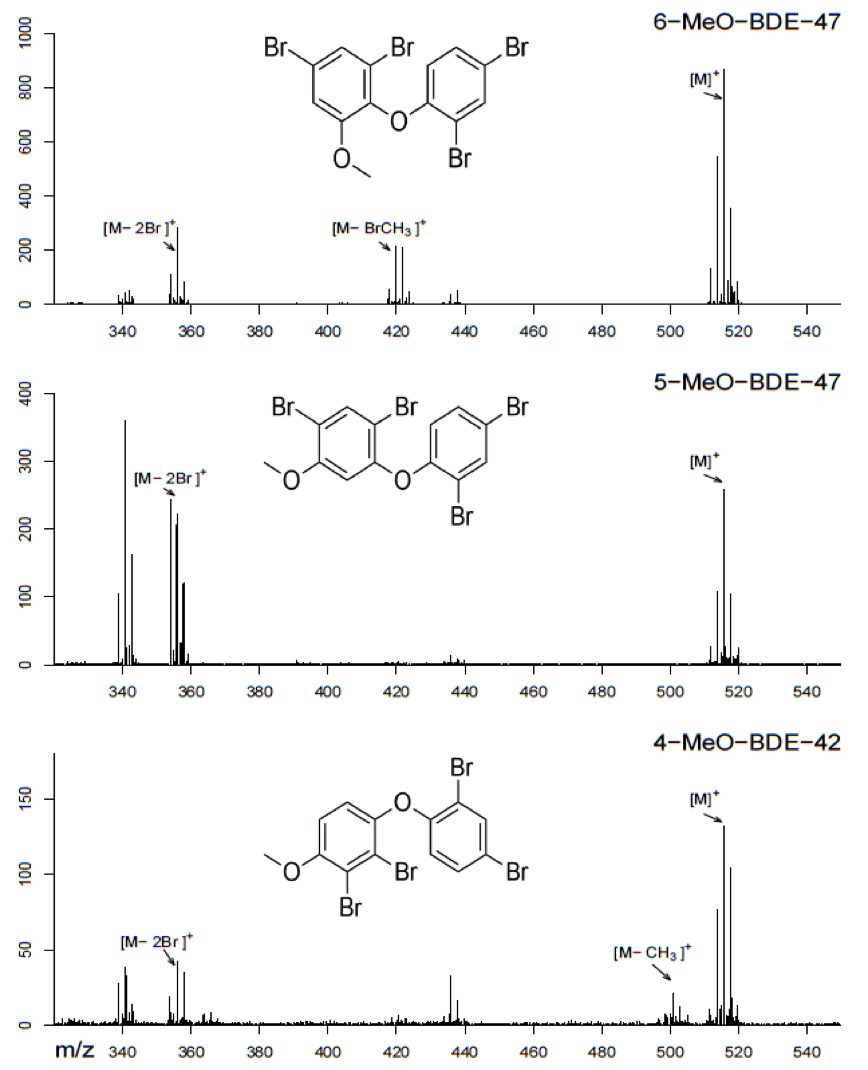 6-MeO-BDE-47
1000
800
600
400
200
0
Br
Br
Br
O
O
Br
[M]+
[M- 2Br]+
[M- BrCH₃]+
340 360 380 400 420 440 460 480 500 520 540
5-MeO-BDE-47
400
300
200
100
0
Br
Br
Br
O
O
Br
[M]+
[M- 2Br]+
340 360 380 400 420 440 460 480 500 520 540
4-MeO-BDE-42
150
100
50
0
Br
O
O
Br
Br
Br
[M]+
[M- 2Br]+
[M- CH₃]+
m/z 340 360 380 400 420 440 460 480 500 520 540